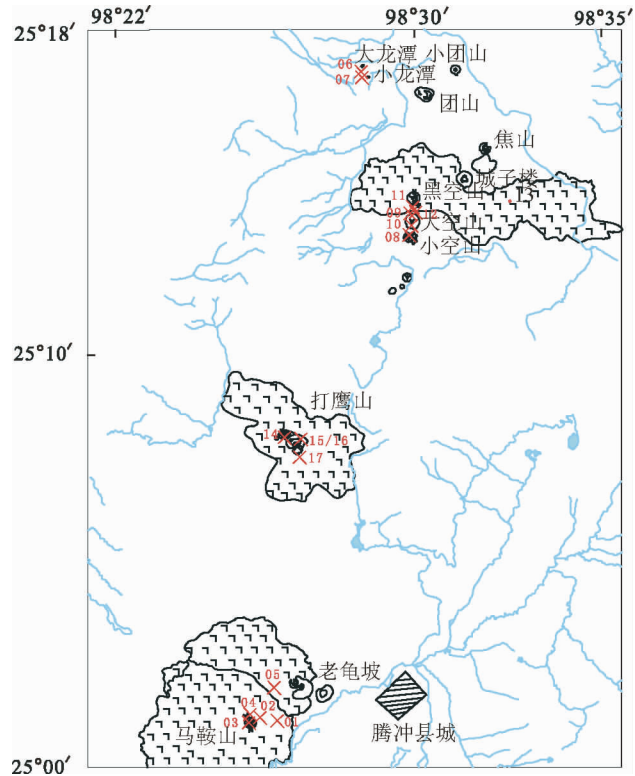 98°22′ 98°30′ 98°35′
25°18′
大龙潭 小团山
06
07 小龙潭
团山
焦山
城子楼
11 黑空山
13
09 12
10 大空山
08 小空山
25°10′
打鹰山
14 15/16
17
05 老龟坡
04 02
03 01
马鞍山
腾冲县城
25°00′